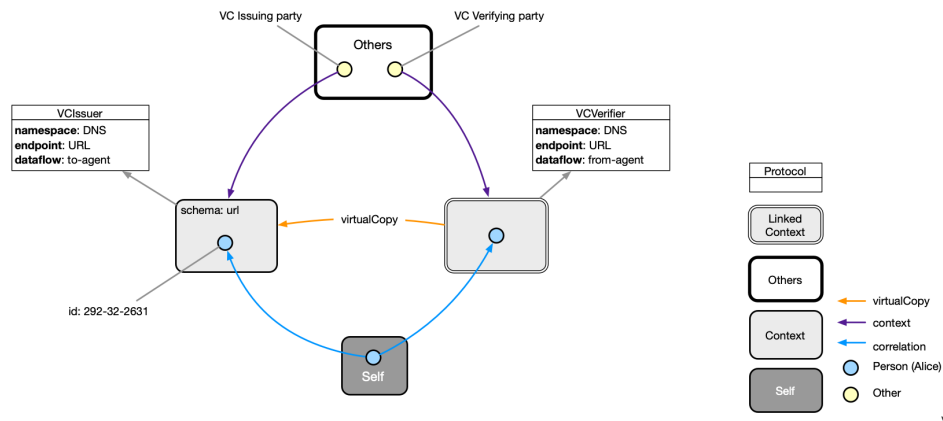 VC Issuing party
VC Verifying party
Others
VCIssuer
namespace: DNS
endpoint: URL
dataflow: to-agent
VCVerifier
namespace: DNS
endpoint: URL
dataflow: from-agent
schema: url
virtualCopy
id: 292-32-2631
Self
Protocol
Linked
Context
Others
Context
Self
virtualCopy
context
correlation
Person (Alice)
Other